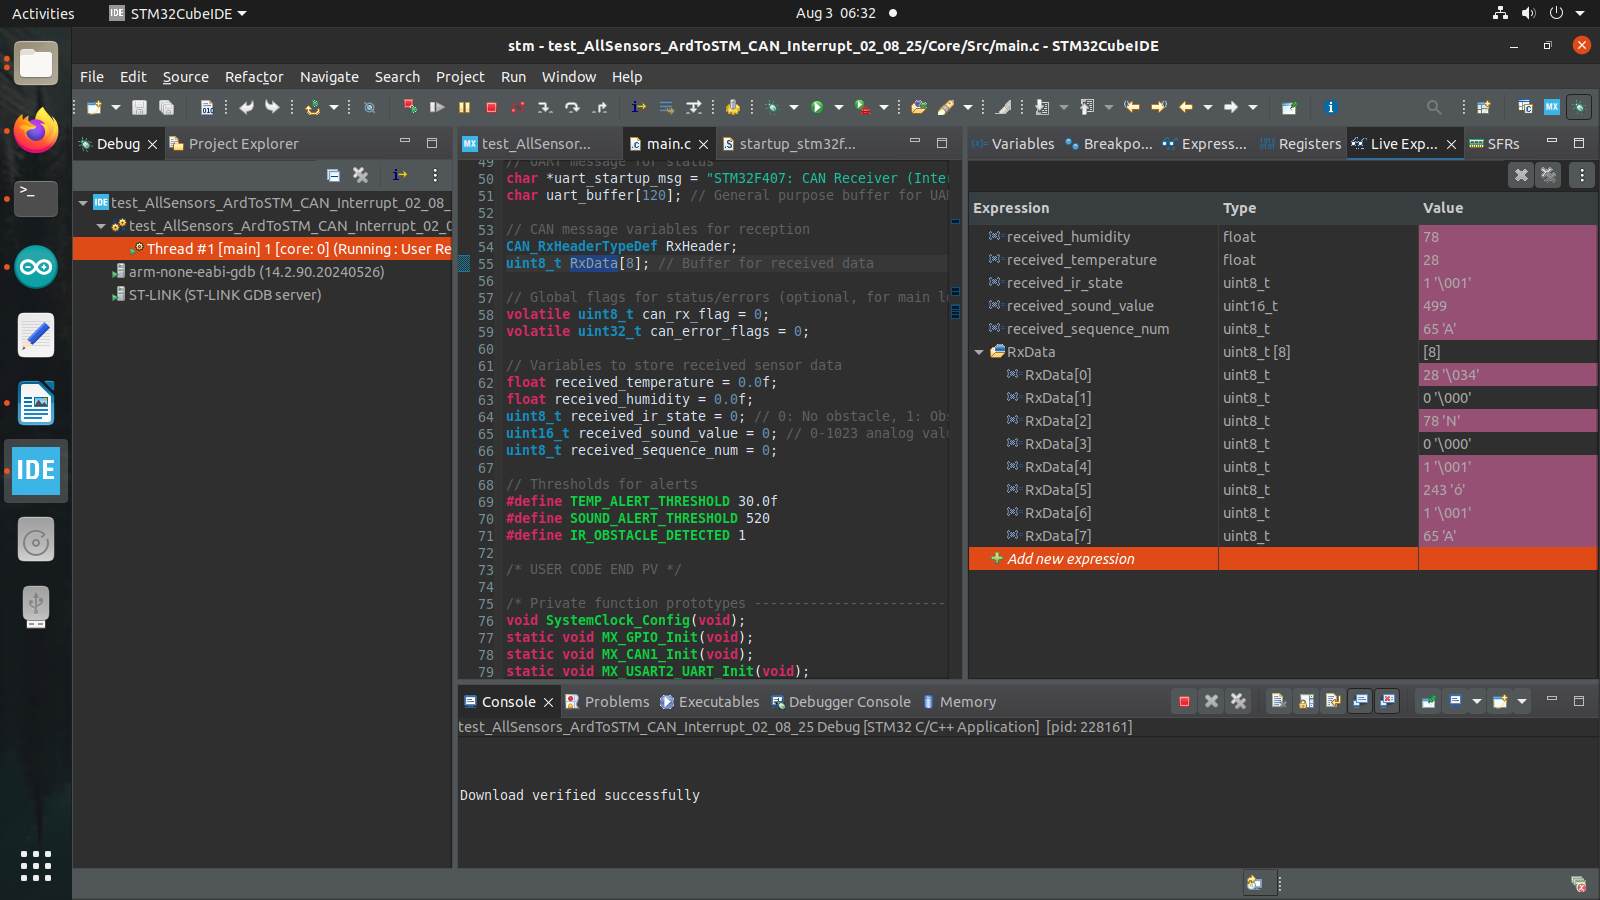 Activities
STM32CubeIDE
Aug 3 06:32
stm - test_AllSensors_ArdToSTM_CAN_Interrupt_02_08_25/Core/Src/main.c - STM32CubeIDE
File Edit Source Refactor Navigate Search Project Run Window Help
Debug
Project Explorer
test_AllSensors_ArdToSTM_CAN_Interrupt_02_08_
test_AllSensors_ArdToSTM_CAN_Interrupt_02_0
Thread #1 [main] 1 [core: 0] (Running : User Re
arm-none-eabi-gdb (14.2.90.20240526)
ST-LINK (ST-LINK GDB server)
IDE
test_AllSensor...
main.c
startup_stm32f...
49 // UART message for status
50 char *uart_startup_msg = "STM32F407: CAN Receiver (Inter
51 char uart_buffer[120]; // General purpose buffer for UA
52
53 // CAN message variables for reception
54 CAN_RxHeaderTypeDef RxHeader;
55 uint8_t RxData[8]; // Buffer for received data
56
57 // Global flags for status/errors (optional, for main l
58 volatile uint8_t can_rx_flag = 0;
59 volatile uint32_t can_error_flags = 0;
60
61 // Variables to store received sensor data
62 float received_temperature = 0.0f;
63 float received_humidity = 0.0f;
64 uint8_t received_ir_state = 0; // 0: No obstacle, 1: Ob
65 uint16_t received_sound_value = 0; // 0-1023 analog val
66 uint8_t received_sequence_num = 0;
67
68 // Thresholds for alerts
69 #define TEMP_ALERT_THRESHOLD 30.0f
70 #define SOUND_ALERT_THRESHOLD 520
71 #define IR_OBSTACLE_DETECTED 1
72
73 /* USER CODE END PV */
74
75 /* Private function prototypes ------------------------
76 void SystemClock_Config(void);
77 static void MX_GPIO_Init(void);
78 static void MX_CAN1_Init(void);
79 static void MX_USART2_UART_Init(void);
Variables
Breakpo...
Express...
Registers
Live Exp...
SFRs
Expression Type Value
received_humidity float 78
received_temperature float 28
received_ir_state uint8_t 1 '\001'
received_sound_value uint16_t 499
received_sequence_num uint8_t 65 'A'
RxData uint8_t [8] [8]
RxData[0] uint8_t 28 '\034'
RxData[1] uint8_t 0 '\000'
RxData[2] uint8_t 78 'N'
RxData[3] uint8_t 0 '\000'
RxData[4] uint8_t 1 '\001'
RxData[5] uint8_t 243 'ó'
RxData[6] uint8_t 1 '\001'
RxData[7] uint8_t 65 'A'
Add new expression
Console
Problems
Executables
Debugger Console
Memory
test_AllSensors_ArdToSTM_CAN_Interrupt_02_08_25 Debug [STM32 C/C++ Application] [pid: 228161]
Download verified successfully